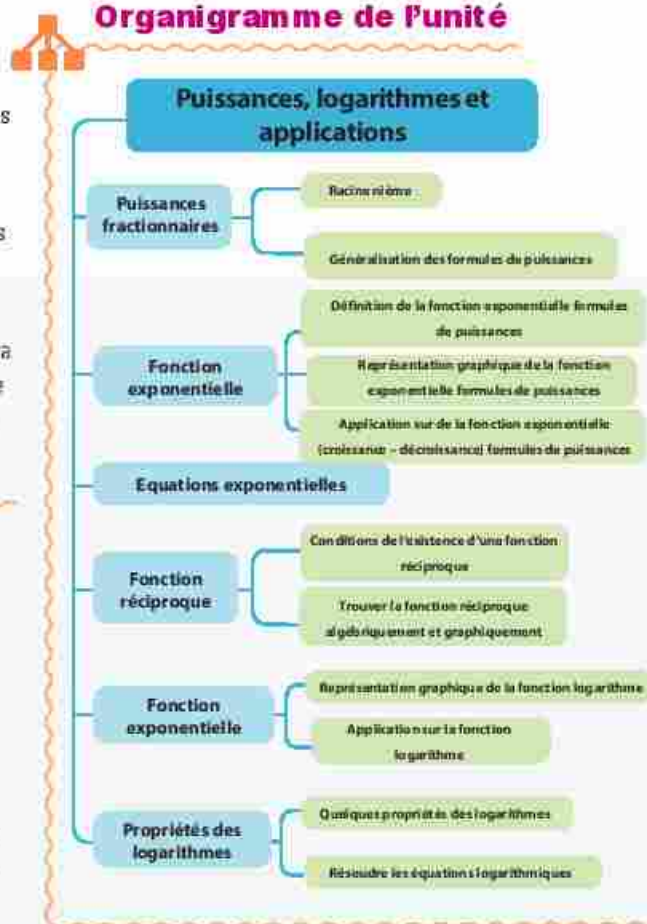 Organigramme de l'unité
Puissances, logarithmes et
applications
s
Puissances
fractionnaires
Racine nième
s
Généralisation des formules de puissances
Définition de la fonction exponentielle formules
de puissances
a
Fonction
exponentielle
Représentation graphique de la fonction
exponentielle formules de puissances
e
Application sur de la fonction exponentielle
(croissance – décroissance) formules de puissances
Equations exponentielles
Fonction
réciproque
Conditions de l'existence d'une fonction
réciproque
Trouver la fonction réciproque
algébriquement et graphiquement
Fonction
exponentielle
Représentation graphique de la fonction logarithme
Application sur la fonction
logarithme
Propriétés des
logarithmes
Quelques propriétés des logarithmes
Résoudre les équations logarithmiques